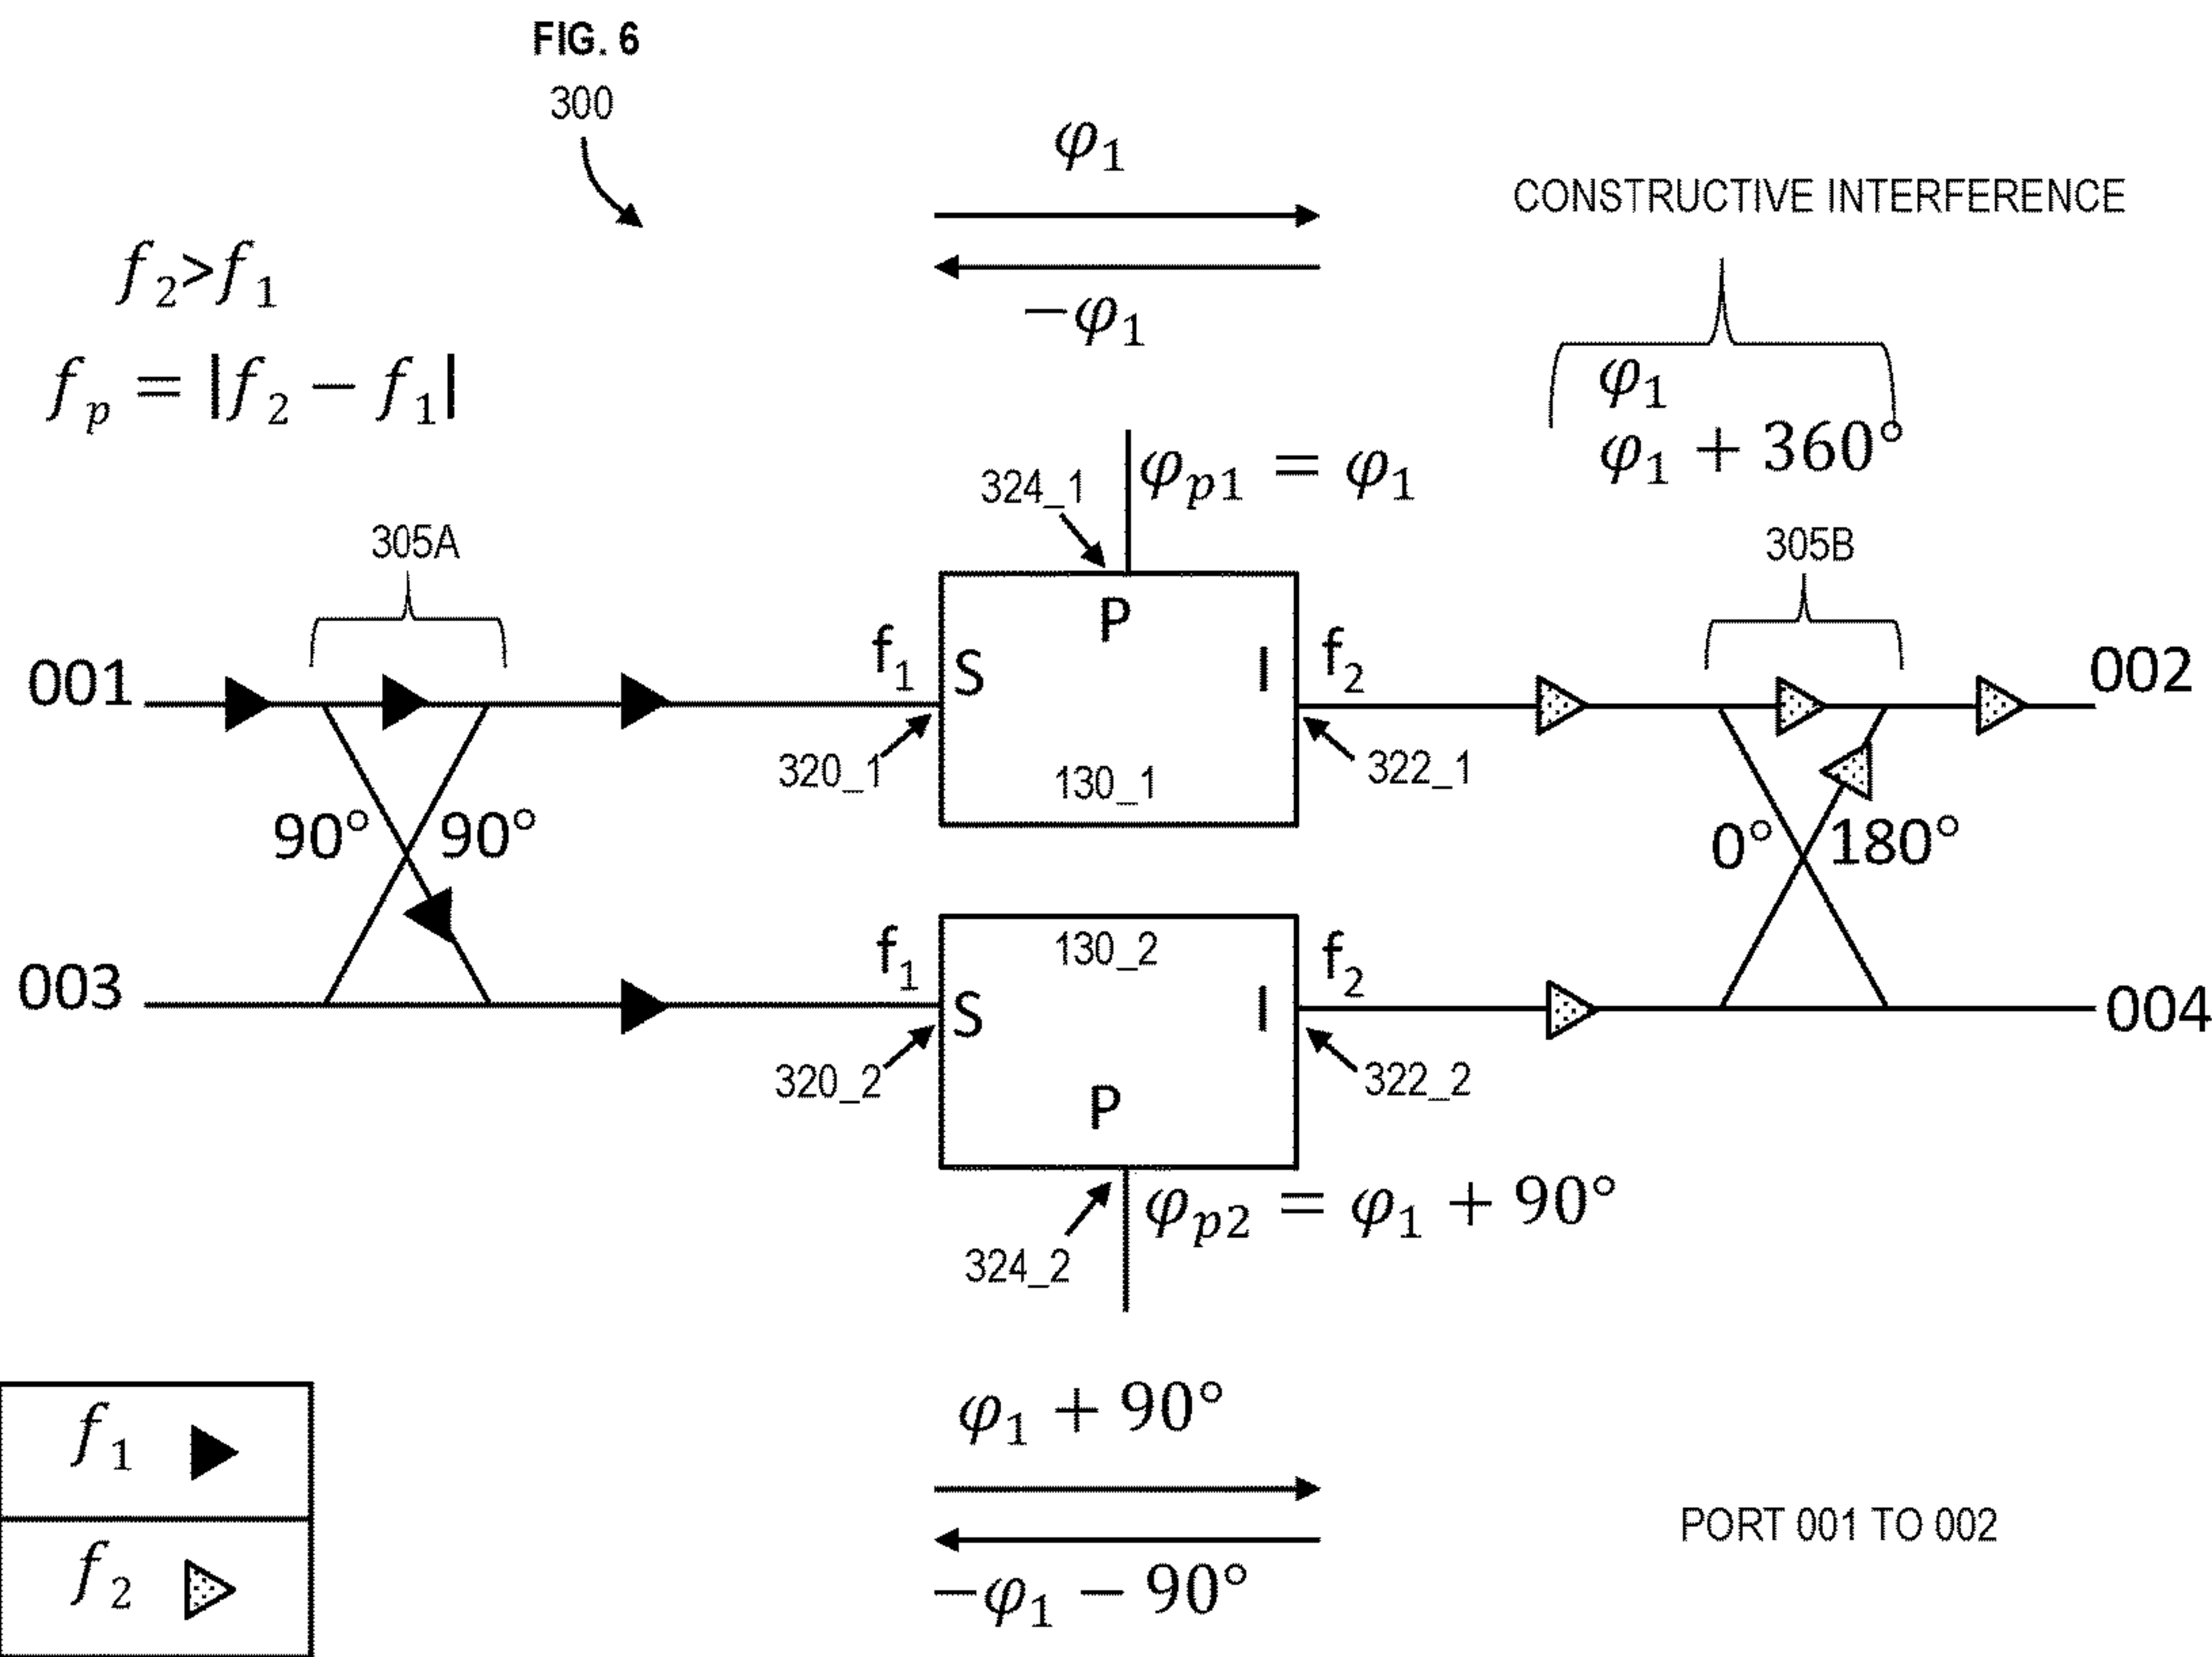 FIG. 6
300
φ₁
−φ₁
CONSTRUCTIVE INTERFERENCE
φ₁
φ₁ + 360°
f₂>f₁
fₚ = |f₂ − f₁|
324_1
φₚ₁ = φ₁
305A
305B
001
f₁
S
P
I
f₂
002
320_1
130_1
322_1
90°
90°
0°
180°
003
f₁
S
130_2
I
f₂
004
320_2
P
322_2
324_2
φₚ₂ = φ₁ + 90°
f₁
f₂
φ₁ + 90°
−φ₁ − 90°
PORT 001 TO 002